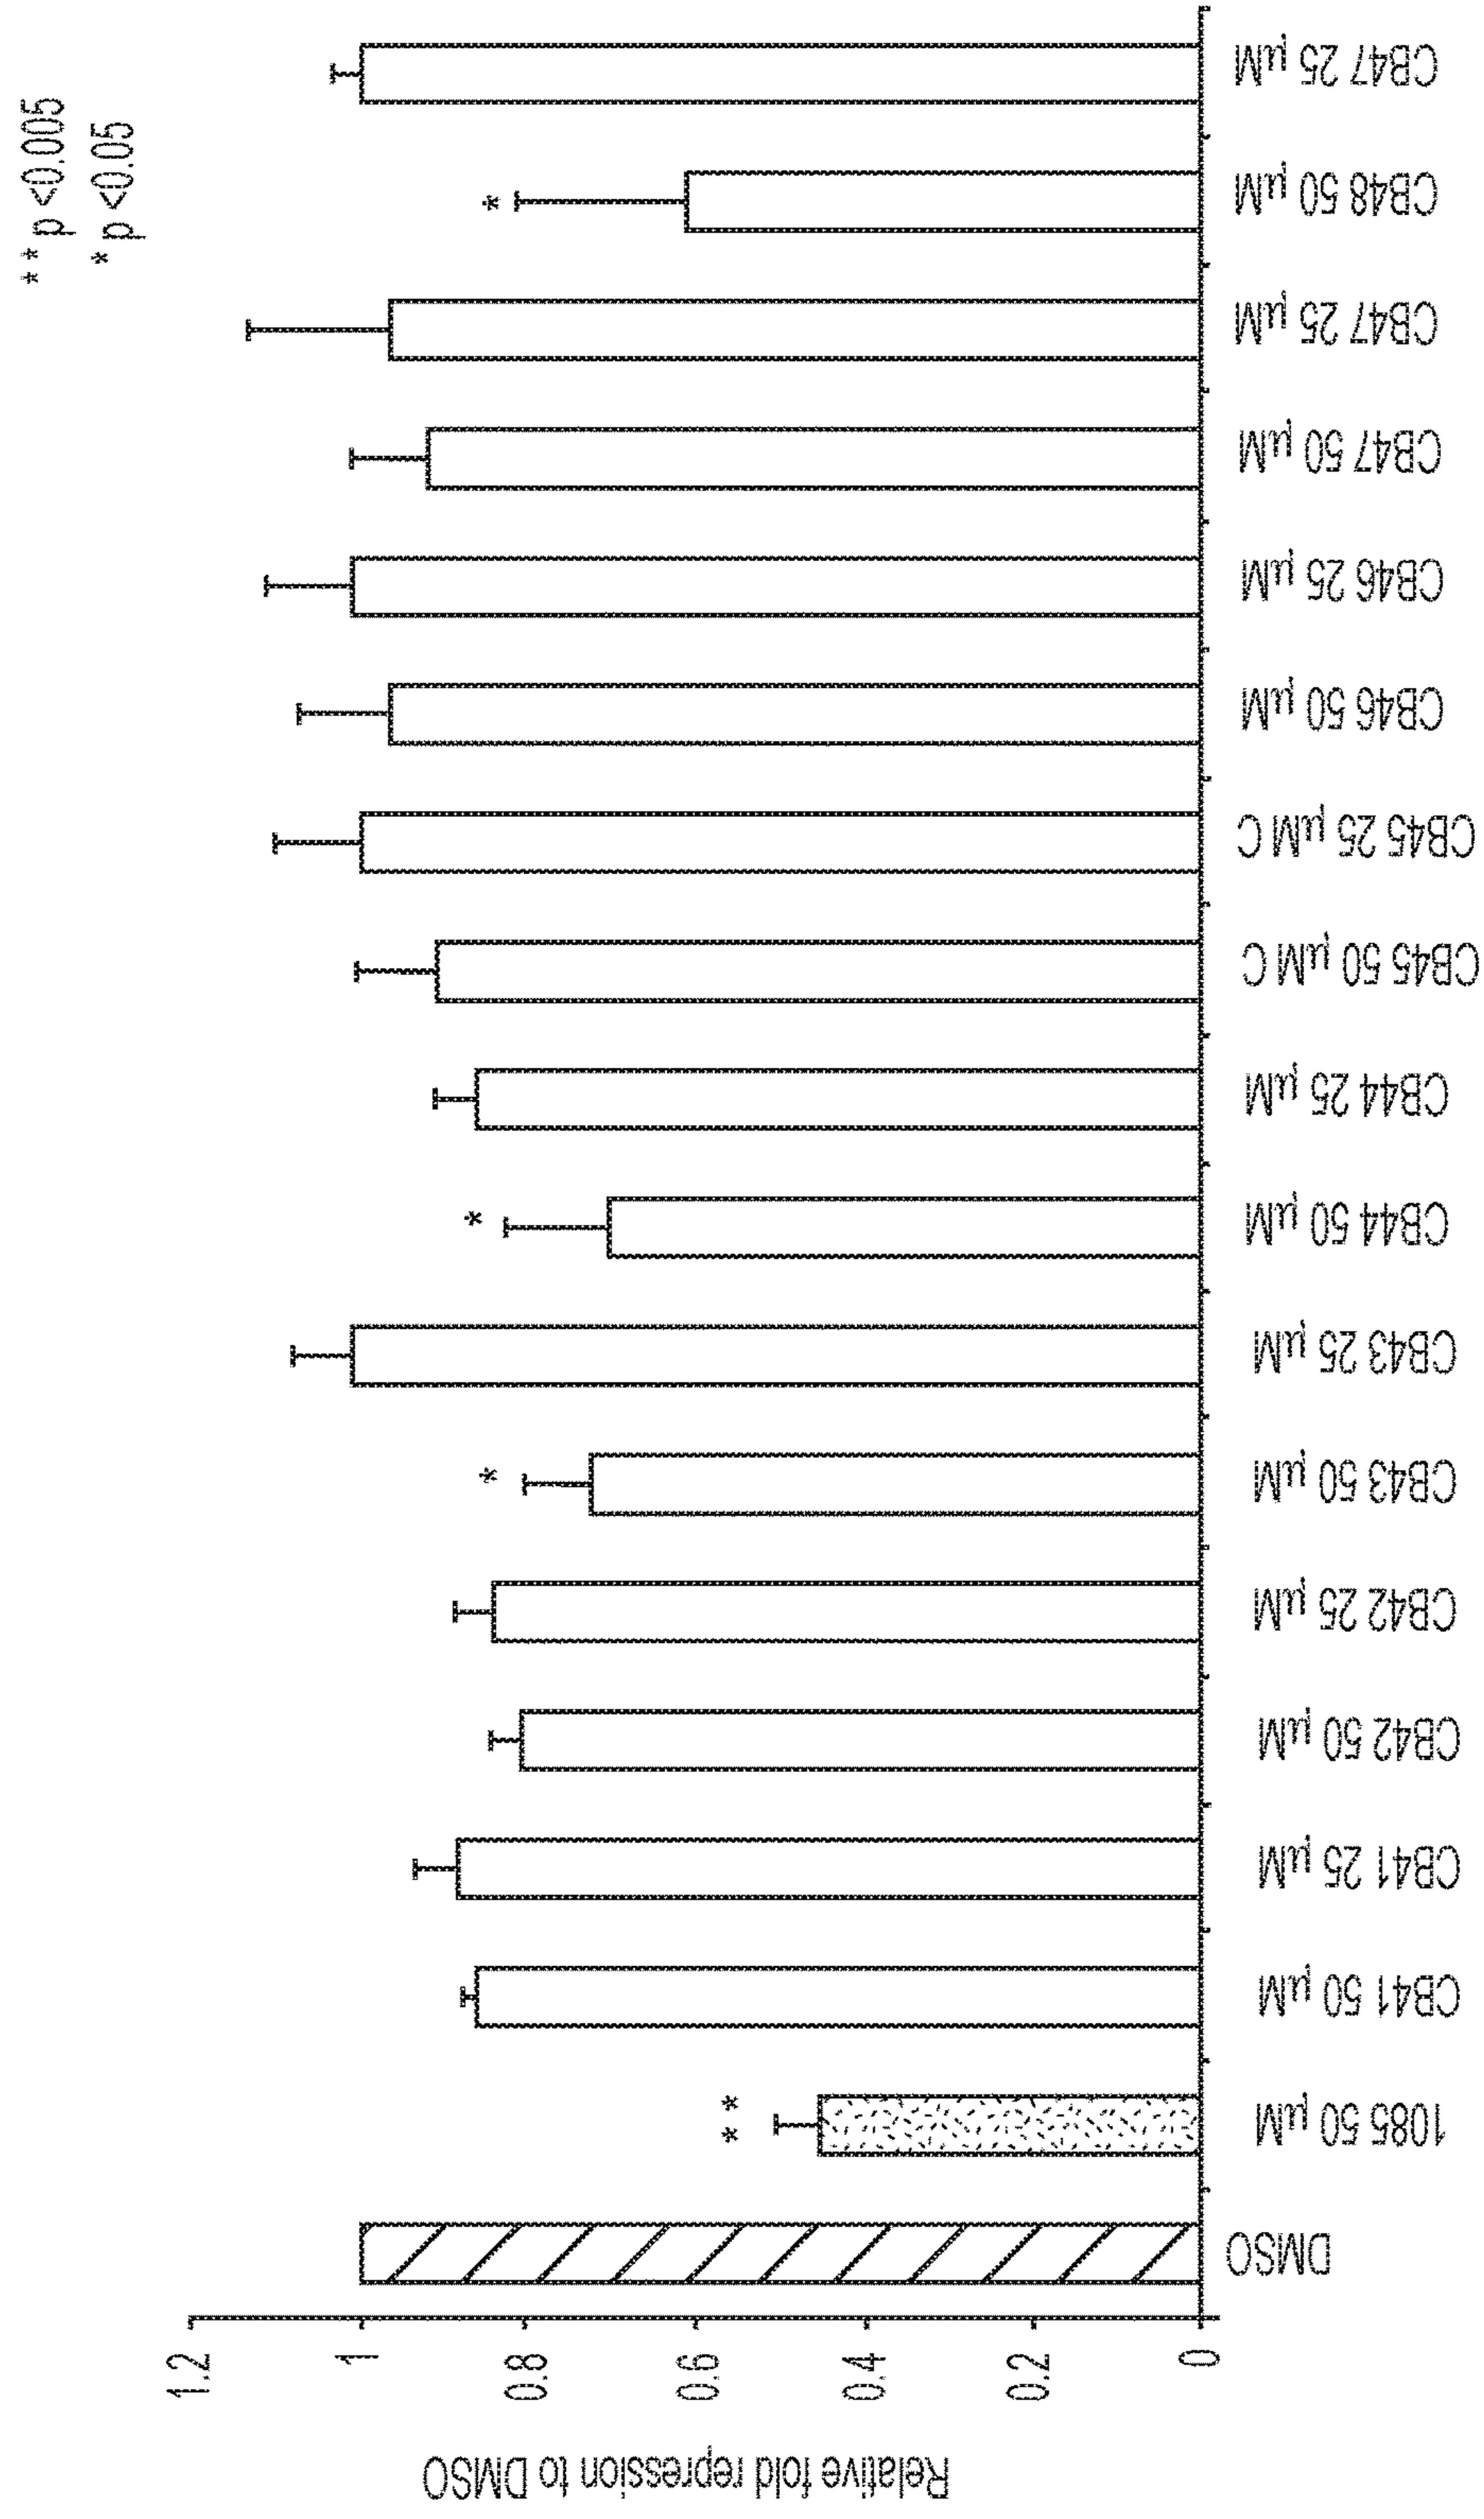 ** p <0.005
* p <0.05
Relative fold repression to DMSO
1.2
1
0.8
0.6
0.4
0.2
0
DMSO
1085 50 µM
CB41 50 µM
CB41 25 µM
CB42 50 µM
CB42 25 µM
CB43 50 µM
CB43 25 µM
CB44 50 µM
CB44 25 µM
CB45 50 µM C
CB45 25 µM C
CB46 50 µM
CB46 25 µM
CB47 50 µM
CB47 25 µM
CB48 50 µM
CB47 25 µM
**
*
*
*